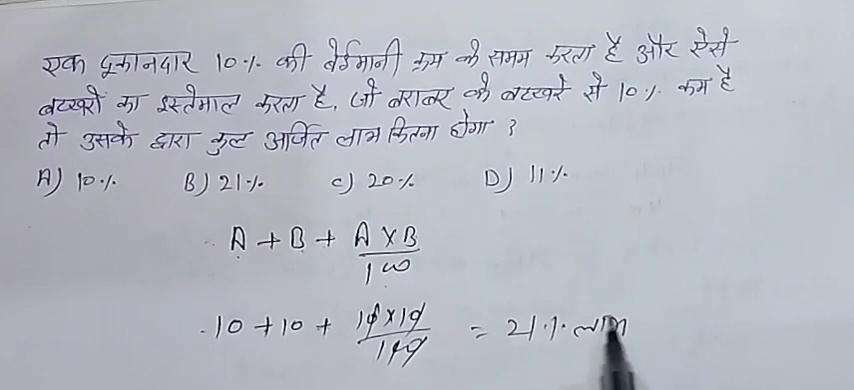 एक दूकानदार 10% की बेईमानी क्रय के समय करता है और ऐसे
बटखरों का इस्तेमाल करता है, जो बराबर के बटखरे से 10% कम है
तो उसके द्वारा कुल अर्जित लाभ कितना होगा ?
A) 10% B) 21% C) 20% D) 11%
A + B + A × B / 100
10 + 10 + 10 × 10 / 100 = 21% लाभ